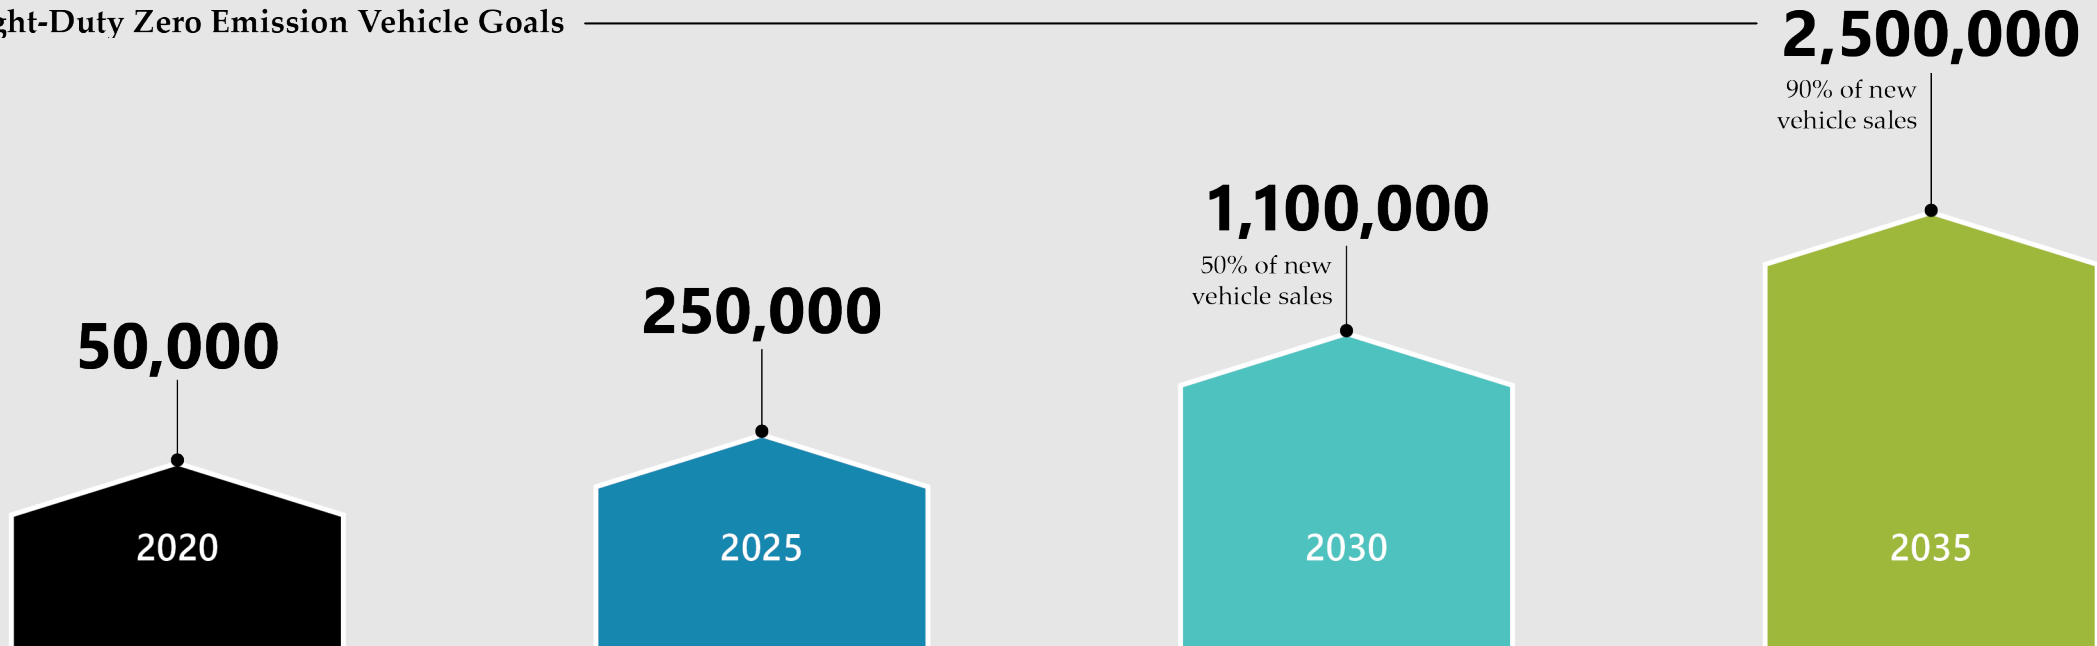 ght-Duty Zero Emission Vehicle Goals
2,500,000
90% of new
vehicle sales
1,100,000
50% of new
vehicle sales
250,000
50,000
2020
2025
2030
2035